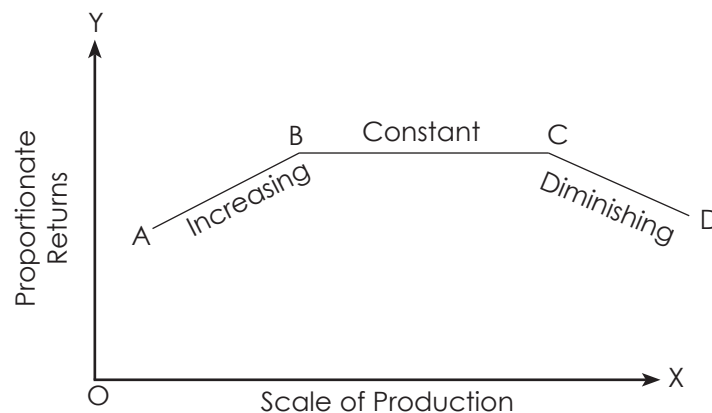 Y
B
Constant
C
Increasing
Diminishing
A
D
Proportionate
Returns
O
X
Scale of Production